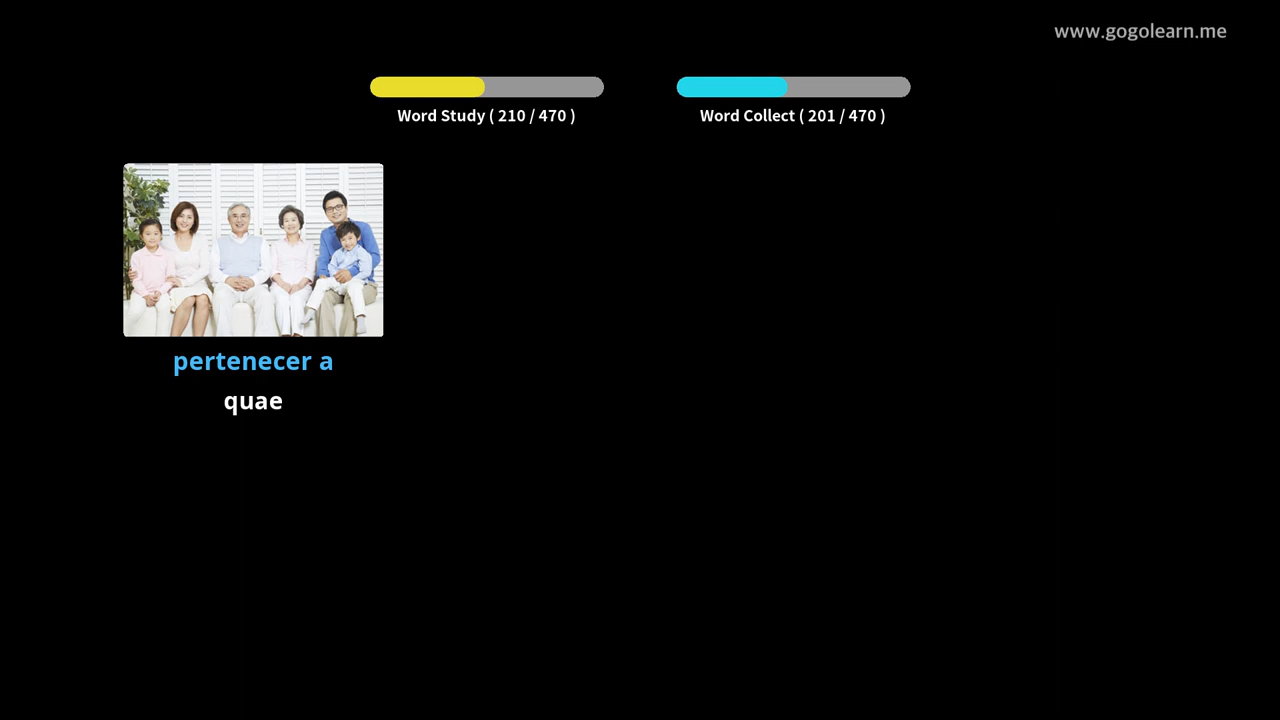 www.gogolearn.me
Word Study ( 210 / 470 )
Word Collect ( 201 / 470 )
pertenecer a
quae